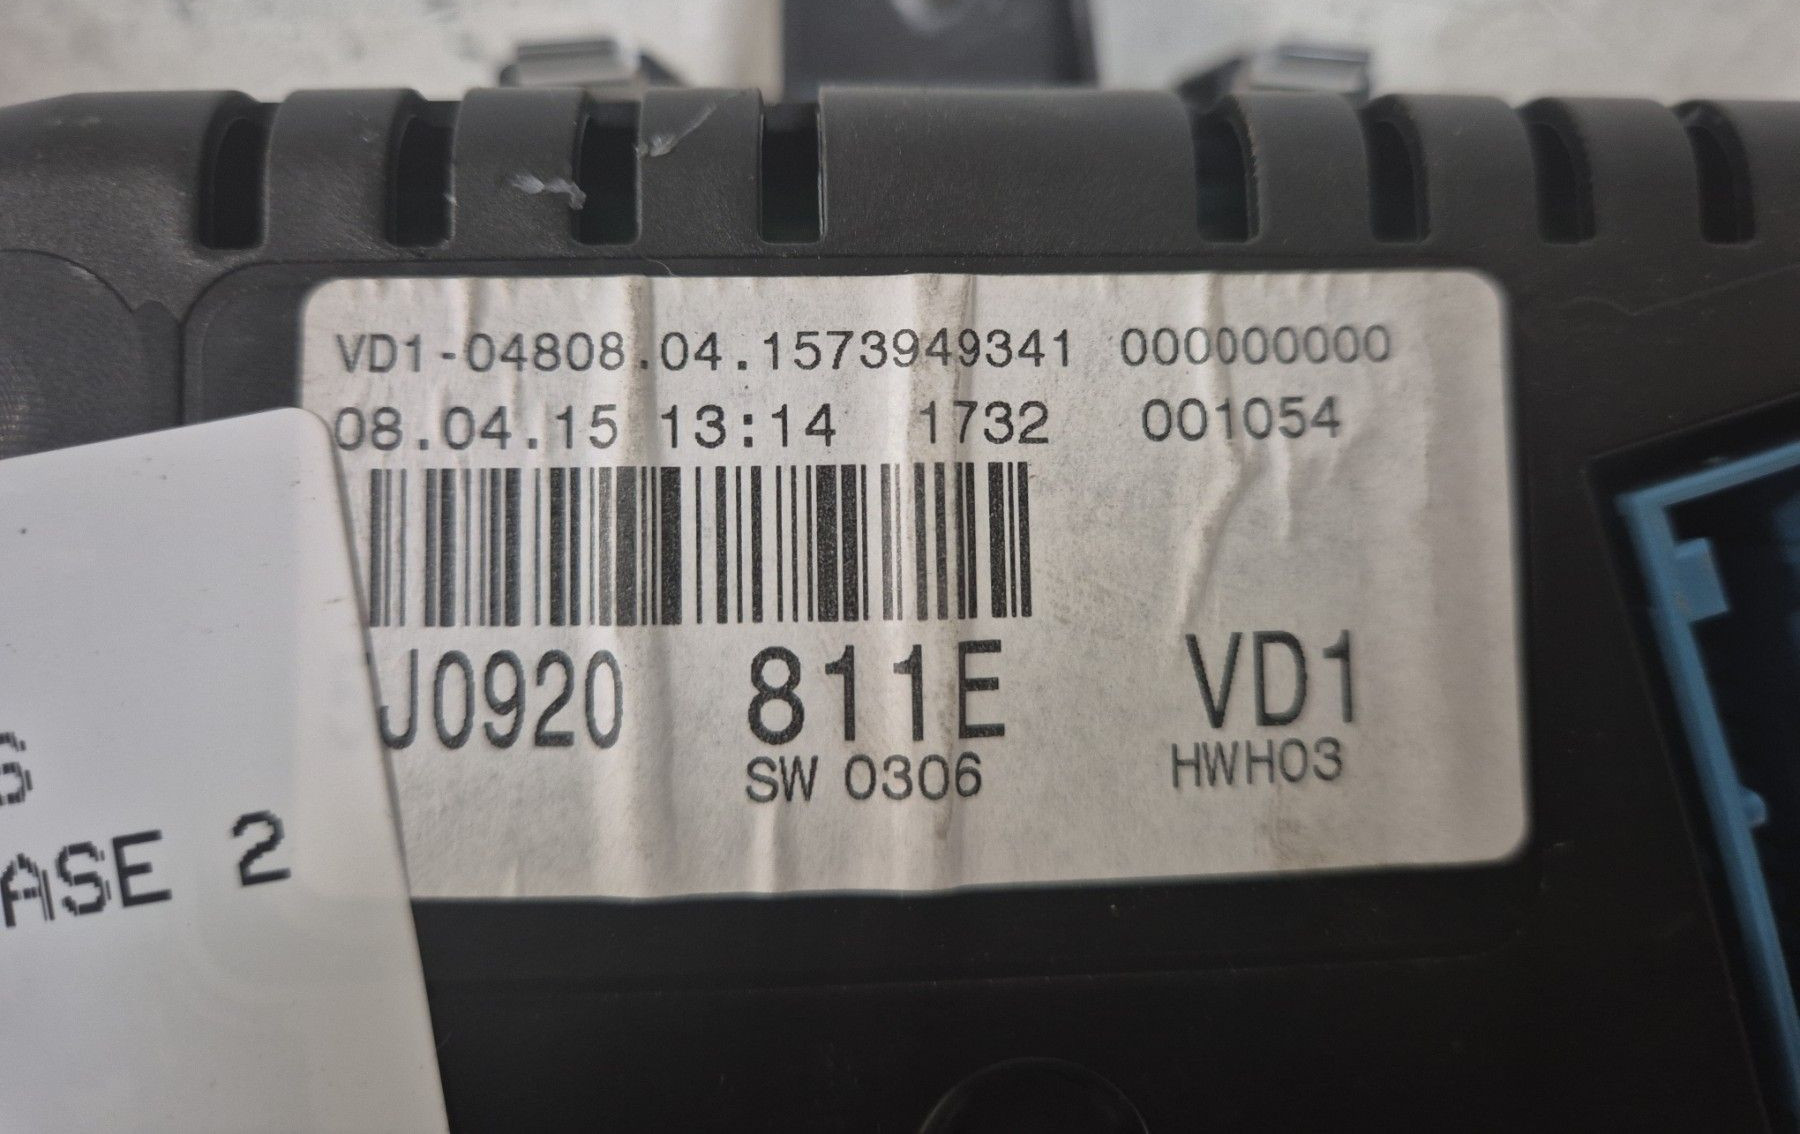 VD1-04808.04.1573949341 000000000
08.04.15 13:14 1732 001054
J0920 811E VD1
SW 0306 HWH03
ASE 2